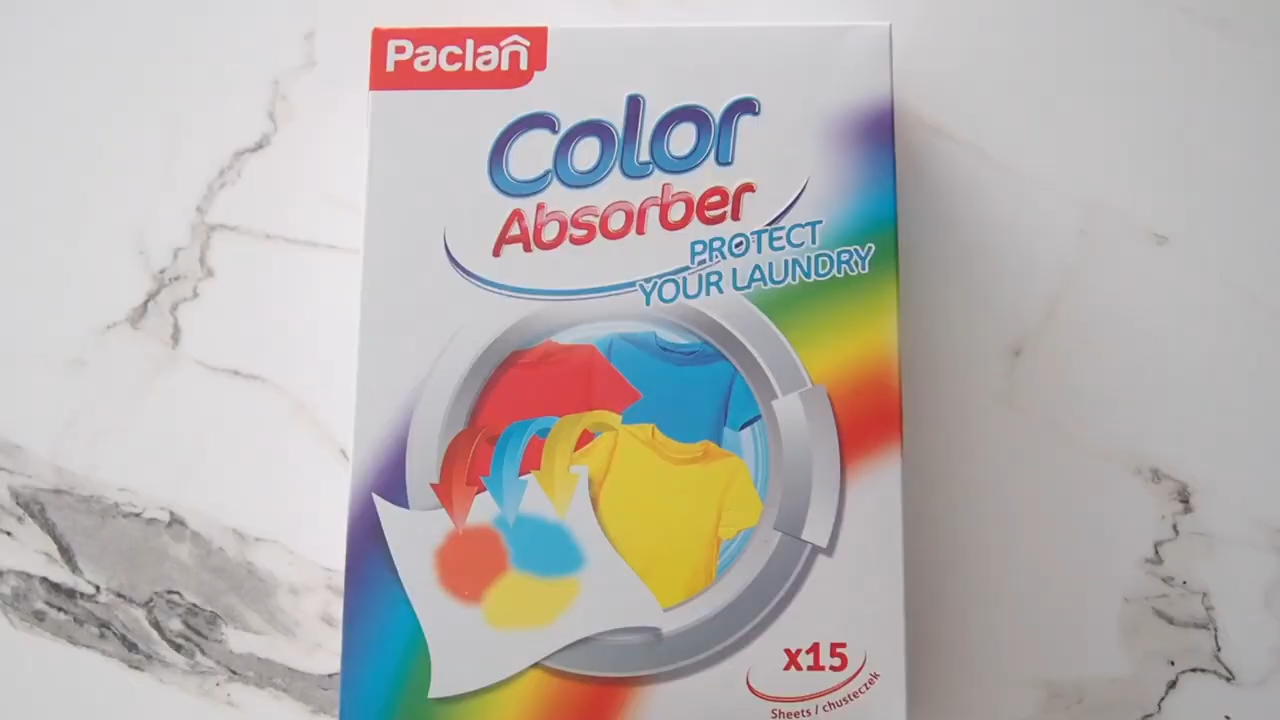 Paclan
Color
Absorber
PROTECT
YOUR LAUNDRY
x15
Sheets / chusteczek